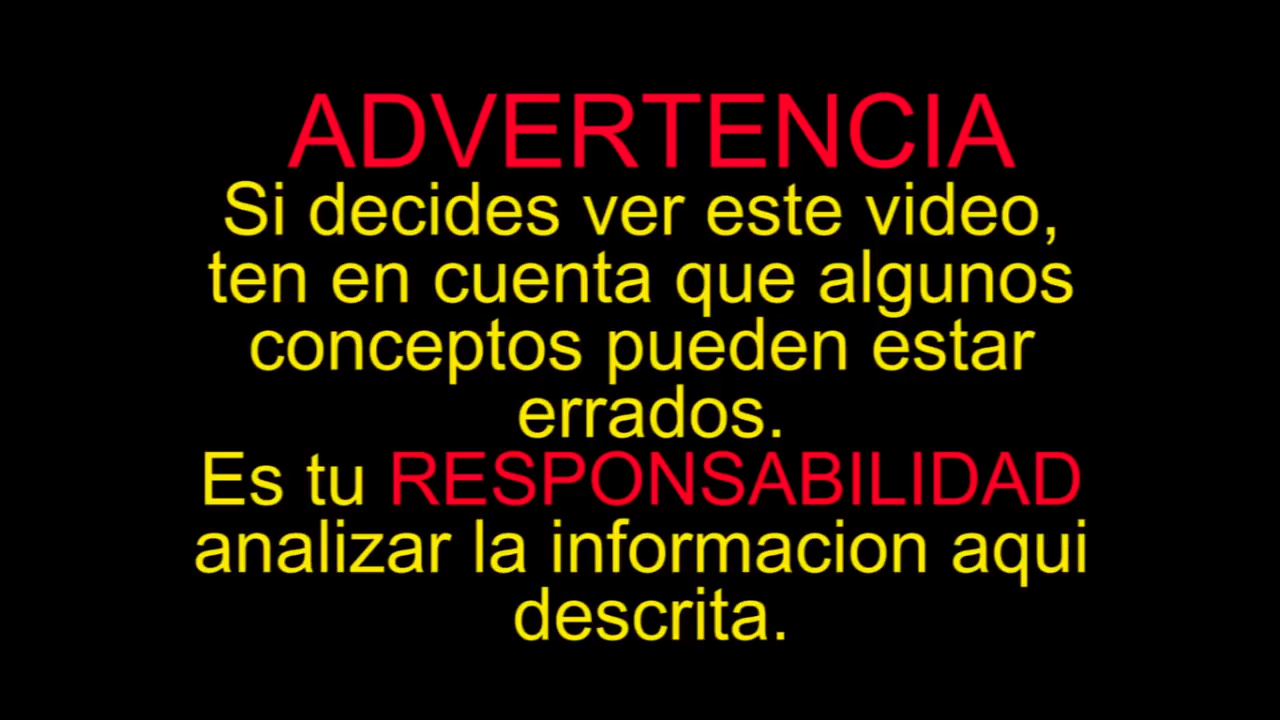 ADVERTENCIA
Si decides ver este video,
ten en cuenta que algunos
conceptos pueden estar
errados.
Es tu RESPONSABILIDAD
analizar la informacion aqui
descrita.